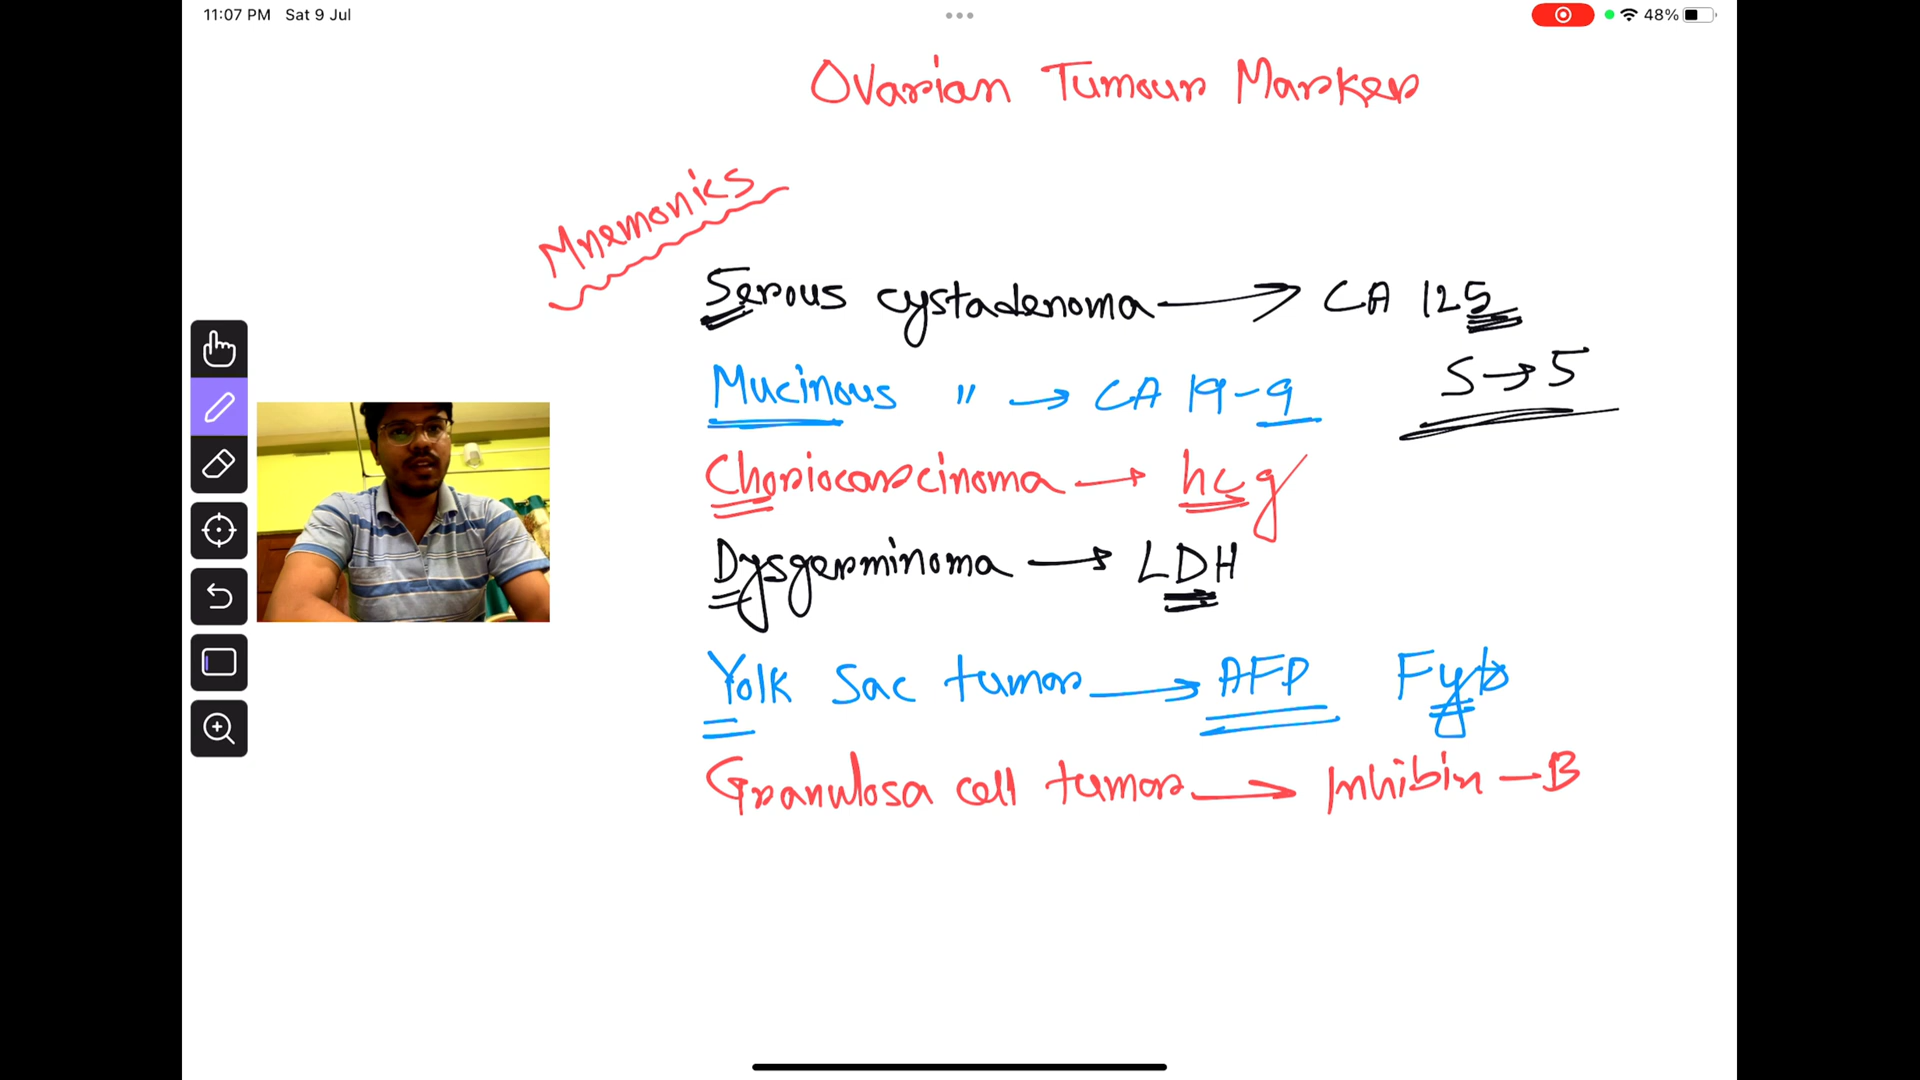 11:07 PM Sat 9 Jul
48%
Ovarian Tumour Marker
Mnemonics
Serous cystadenoma → CA 125
S → 5
Mucinous " → CA 19-9
Choriocarcinoma → hcg
Dysgerminoma → LDH
Yolk Sac tumor → AFP
Granulosa cell tumor → Inhibin - B